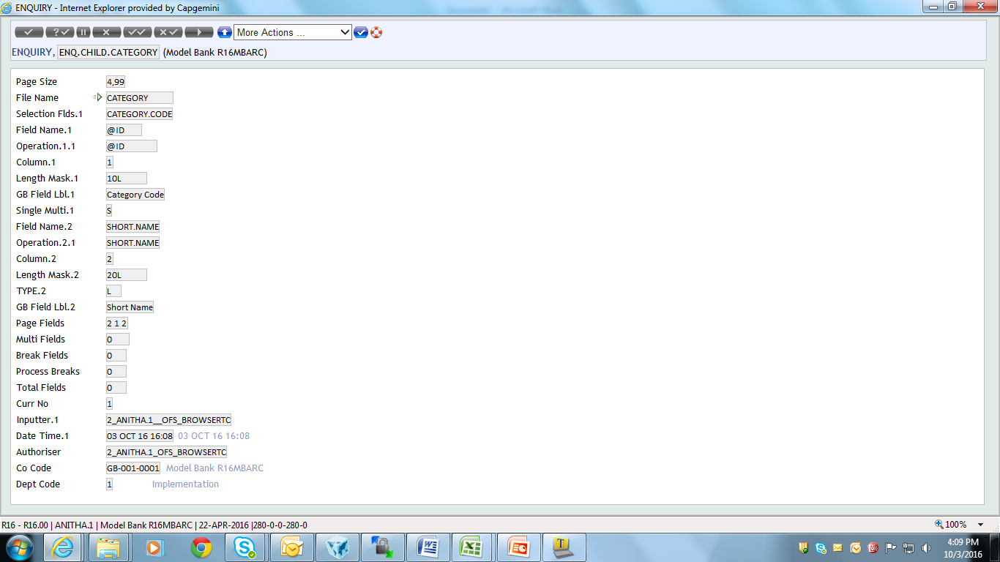 ENQUIRY - Internet Explorer provided by Capgemini
More Actions ...
ENQUIRY, ENQ.CHILD.CATEGORY (Model Bank R16MBARC)
Page Size 4,99
File Name CATEGORY
Selection Flds.1 CATEGORY.CODE
Field Name.1 @ID
Operation.1.1 @ID
Column.1 1
Length Mask.1 10L
GB Field Lbl.1 Category Code
Single Multi.1 S
Field Name.2 SHORT.NAME
Operation.2.1 SHORT.NAME
Column.2 2
Length Mask.2 20L
TYPE.2 L
GB Field Lbl.2 Short Name
Page Fields 2 1 2
Multi Fields 0
Break Fields 0
Process Breaks 0
Total Fields 0
Curr No 1
Inputter.1 2_ANITHA.1__OFS_BROWSERTC
Date Time.1 03 OCT 16 16:08 03 OCT 16 16:08
Authoriser 2_ANITHA.1_OFS_BROWSERTC
Co Code GB-001-0001 Model Bank R16MBARC
Dept Code 1 Implementation
R16 - R16.00 | ANITHA.1 | Model Bank R16MBARC | 22-APR-2016 |280-0-0-280-0
100%
4:09 PM
10/3/2016